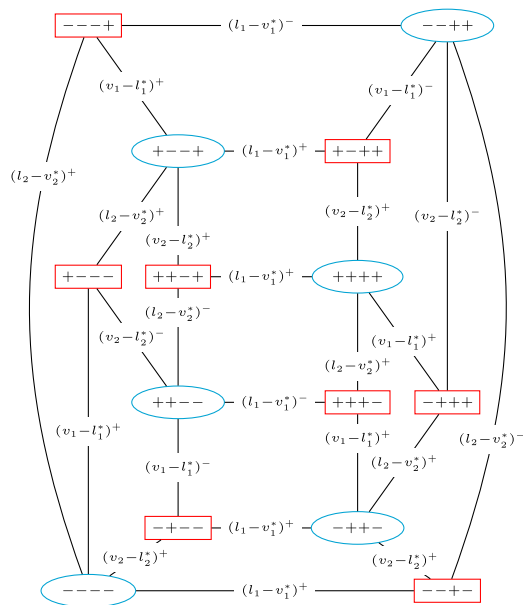 −−−+ (l₁−v₁*)⁻ −−++
(v₁−l₁*)⁺ (v₁−l₁*)⁻
+−−+ (l₁−v₁*)⁺ +−++
(l₂−v₂*)⁺
(l₂−v₂*)⁺ (v₂−l₂*)⁺ (v₂−l₂*)⁻
(v₂−l₂*)⁺
+−−− ++−+ (l₁−v₁*)⁺ ++++
(l₂−v₂*)⁻
(v₂−l₂*)⁻ (v₁−l₁*)⁺
(l₂−v₂*)⁺
++−− (l₁−v₁*)⁻ +++− −+++
(v₁−l₁*)⁺ (v₁−l₁*)⁺ (l₂−v₂*)⁻
(v₁−l₁*)⁻ (l₂−v₂*)⁺
−+−− (l₁−v₁*)⁺ −++−
(v₂−l₂*)⁺ (v₂−l₂*)⁺
−−−− (l₁−v₁*)⁺ −−+−